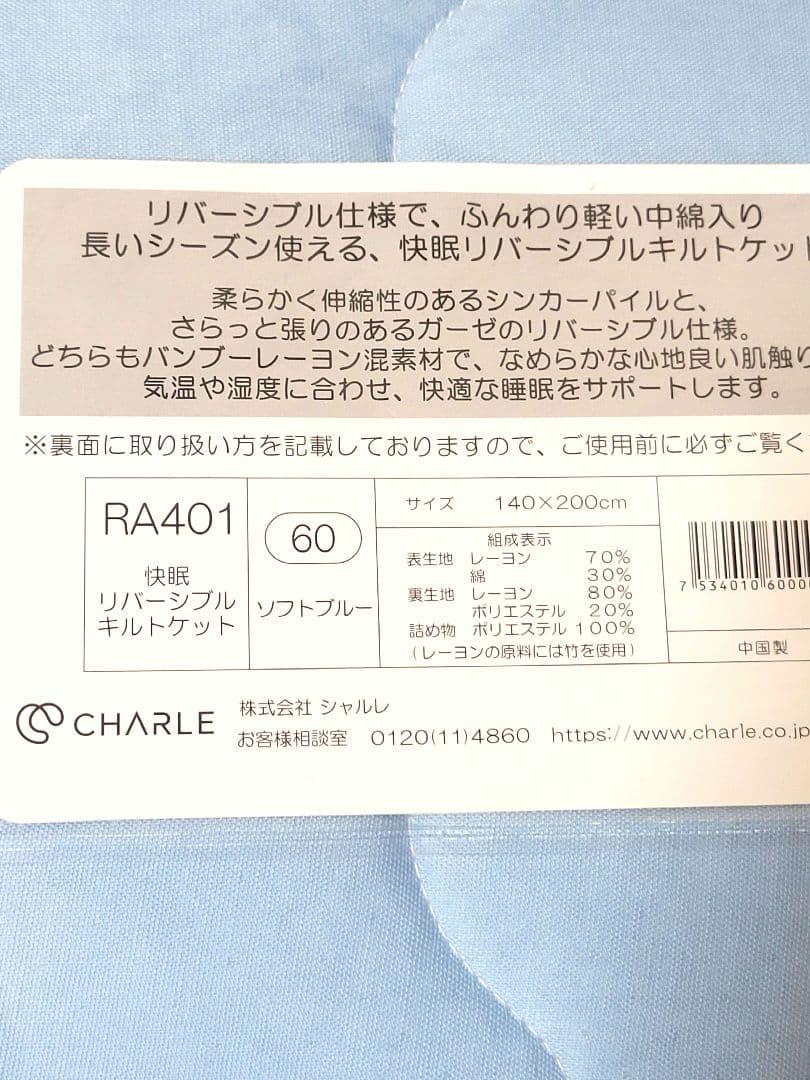 リバーシブル仕様で、ふんわり軽い中綿入り
長いシーズン使える、快眠リバーシブルキルトケット
柔らかく伸縮性のあるシンカーパイルと、
さらっと張りのあるガーゼのリバーシブル仕様。
どちらもバンブーレーヨン混素材で、なめらかな心地良い肌触り
気温や湿度に合わせ、快適な睡眠をサポートします。
※裏面に取り扱い方を記載しておりますので、ご使用前に必ずご覧く
RA401
快眠
リバーシブル
キルトケット
60
ソフトブルー
サイズ 140×200cm
組成表示
表生地 レーヨン 70%
綿 30%
裏生地 レーヨン 80%
ポリエステル 20%
詰め物 ポリエステル 100%
(レーヨンの原料には竹を使用)
7 534010 60000
中国製
CHARLE
株式会社 シャルレ
お客様相談室 0120(11)4860 https://www.charle.co.jp